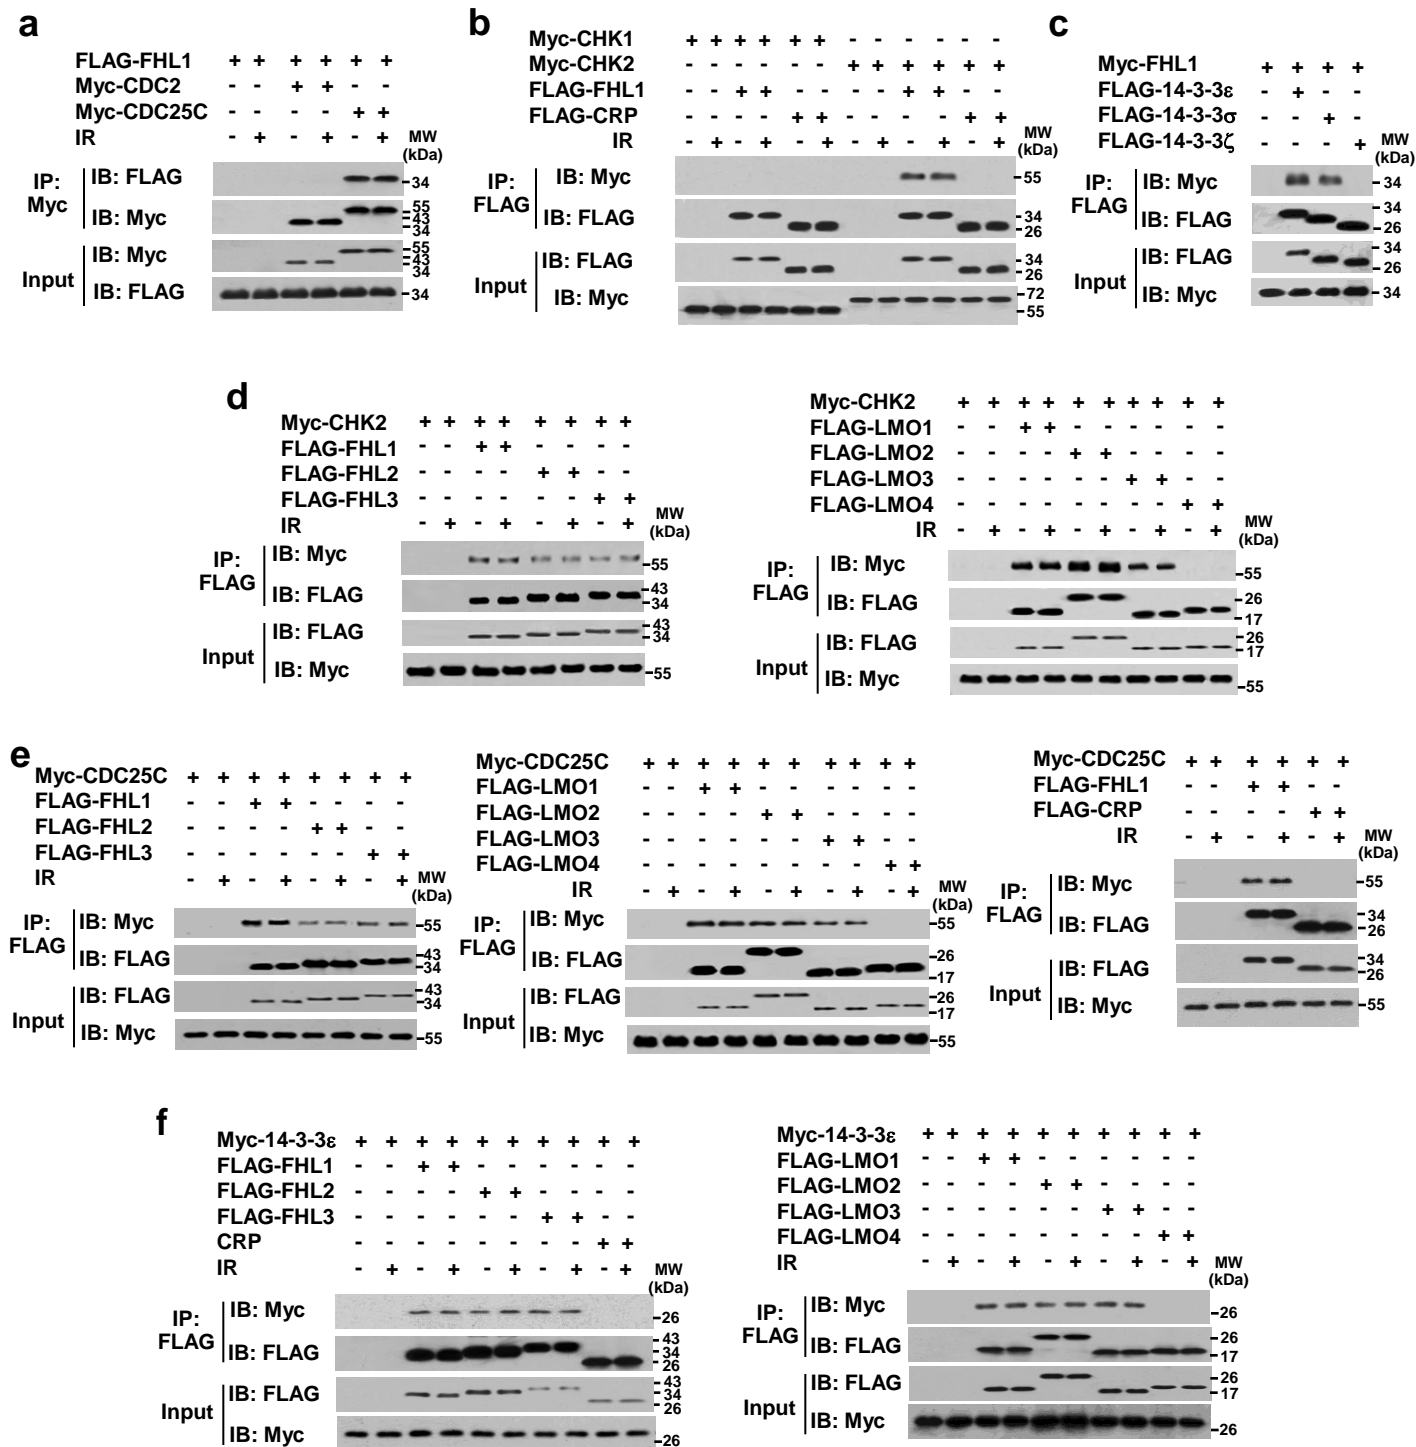 a
FLAG-FHL1 + + + + + +
Myc-CDC2 - - + + - -
Myc-CDC25C - - - - + +
IR - + - + - +
MW
(kDa)
IP:
Myc
IB: FLAG
34
IB: Myc
55
43
34
Input
IB: Myc
55
43
34
IB: FLAG
34
b
Myc-CHK1 + + + + + + - - - - - -
Myc-CHK2 - - - - - - + + + + + +
FLAG-FHL1 - - + + - - - - + + - -
FLAG-CRP - - - - + + - - - - + +
IR - + - + - + - + - + - +
IP:
FLAG
IB: Myc
55
IB: FLAG
34
26
Input
IB: FLAG
34
26
IB: Myc
72
55
c
Myc-FHL1 + + + +
FLAG-14-3-3ε - + - -
FLAG-14-3-3σ - - + -
FLAG-14-3-3ζ - - - +
MW
(kDa)
IP:
FLAG
IB: Myc
34
IB: FLAG
34
26
Input
IB: FLAG
34
26
IB: Myc
34
d
Myc-CHK2 + + + + + + + +
FLAG-FHL1 - - + + - - - -
FLAG-FHL2 - - - - + + - -
FLAG-FHL3 - - - - - - + +
IR - + - + - + - +
MW
(kDa)
IP:
FLAG
IB: Myc
55
IB: FLAG
43
34
Input
IB: FLAG
43
34
IB: Myc
55
Myc-CHK2 + + + + + + + + + +
FLAG-LMO1 - - + + - - - - - -
FLAG-LMO2 - - - - + + - - - -
FLAG-LMO3 - - - - - - + + - -
FLAG-LMO4 - - - - - - - - + +
IR - + - + - + - + - +
MW
(kDa)
IP:
FLAG
IB: Myc
55
IB: FLAG
26
17
Input
IB: FLAG
26
17
IB: Myc
55
e
Myc-CDC25C + + + + + + + +
FLAG-FHL1 - - + + - - - -
FLAG-FHL2 - - - - + + - -
FLAG-FHL3 - - - - - - + +
IR - + - + - + - +
MW
(kDa)
IP:
FLAG
IB: Myc
55
IB: FLAG
43
34
Input
IB: FLAG
43
34
IB: Myc
55
Myc-CDC25C + + + + + + + + + +
FLAG-LMO1 - - + + - - - - - -
FLAG-LMO2 - - - - + + - - - -
FLAG-LMO3 - - - - - - + + - -
FLAG-LMO4 - - - - - - - - + +
IR - + - + - + - + - +
MW
(kDa)
IP:
FLAG
IB: Myc
55
IB: FLAG
26
17
Input
IB: FLAG
26
17
IB: Myc
55
Myc-CDC25C + + + + + +
FLAG-FHL1 - - + + - -
FLAG-CRP - - - - + +
IR - + - + - +
MW
(kDa)
IP:
FLAG
IB: Myc
55
IB: FLAG
34
26
Input
IB: FLAG
34
26
IB: Myc
55
f
Myc-14-3-3ε + + + + + + + + + +
FLAG-FHL1 - - + + - - - - - -
FLAG-FHL2 - - - - + + - - - -
FLAG-FHL3 - - - - - - + + - -
CRP - - - - - - - - + +
IR - + - + - + - + - +
MW
(kDa)
IP:
FLAG
IB: Myc
26
IB: FLAG
43
34
26
Input
IB: FLAG
43
34
26
IB: Myc
26
Myc-14-3-3ε + + + + + + + + + +
FLAG-LMO1 - - + + - - - - - -
FLAG-LMO2 - - - - + + - - - -
FLAG-LMO3 - - - - - - + + - -
FLAG-LMO4 - - - - - - - - + +
IR - + - + - + - + - +
MW
(kDa)
IP:
FLAG
IB: Myc
26
IB: FLAG
26
17
Input
IB: FLAG
26
17
IB: Myc
26